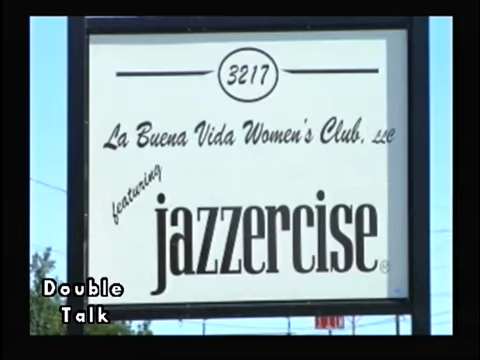 3217
La Buena Vida Women's Club, LLC
featuring
jazzercise®
Double
Talk